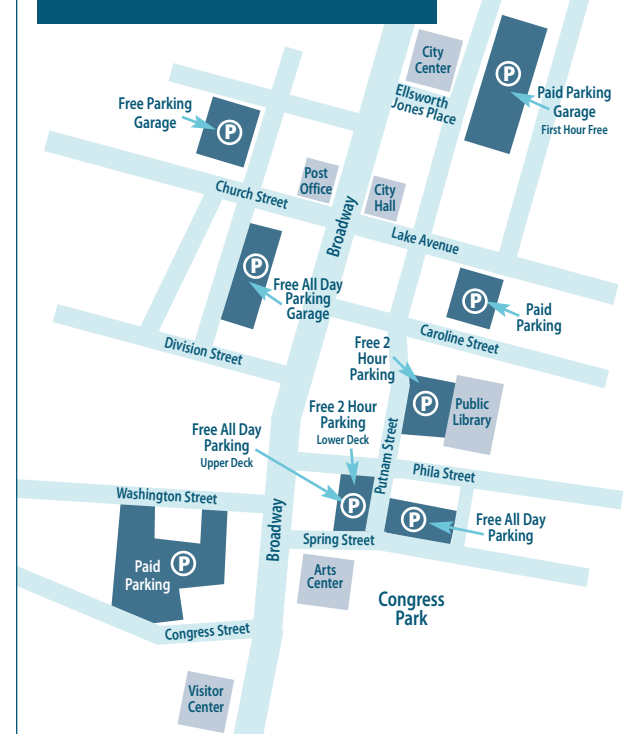 City
Center
P
Ellsworth
Jones Place
Paid Parking
Garage
First Hour Free
Free Parking
Garage
P
Post
Office
City
Hall
Church Street
Broadway
Lake Avenue
P
Free All Day
Parking
Garage
P
Paid
Parking
Caroline Street
Division Street
Free 2
Hour
Parking
P
Public
Library
Free 2 Hour
Parking
Lower Deck
Free All Day
Parking
Upper Deck
Putnam Street
Phila Street
Washington Street
P
P
Free All Day
Parking
Broadway
Spring Street
Paid
Parking
P
Arts
Center
Congress
Park
Congress Street
Visitor
Center